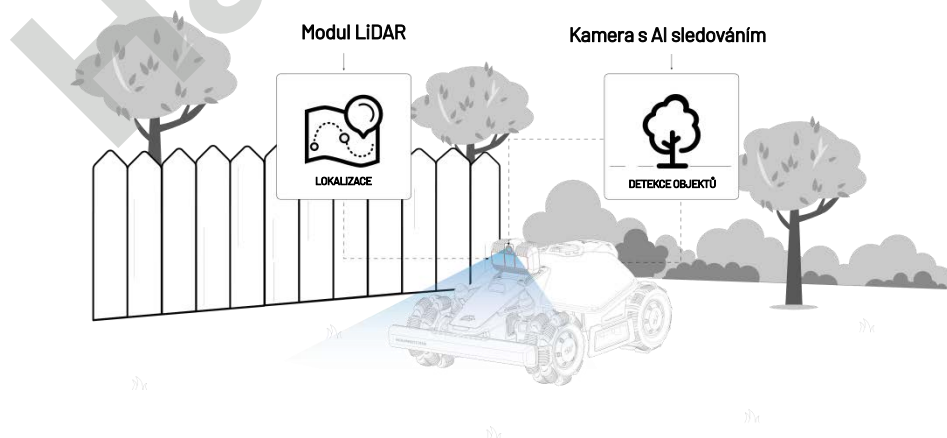 Modul LiDAR
Kamera s AI sledováním
LOKALIZACE
DETEKCE OBJEKTŮ